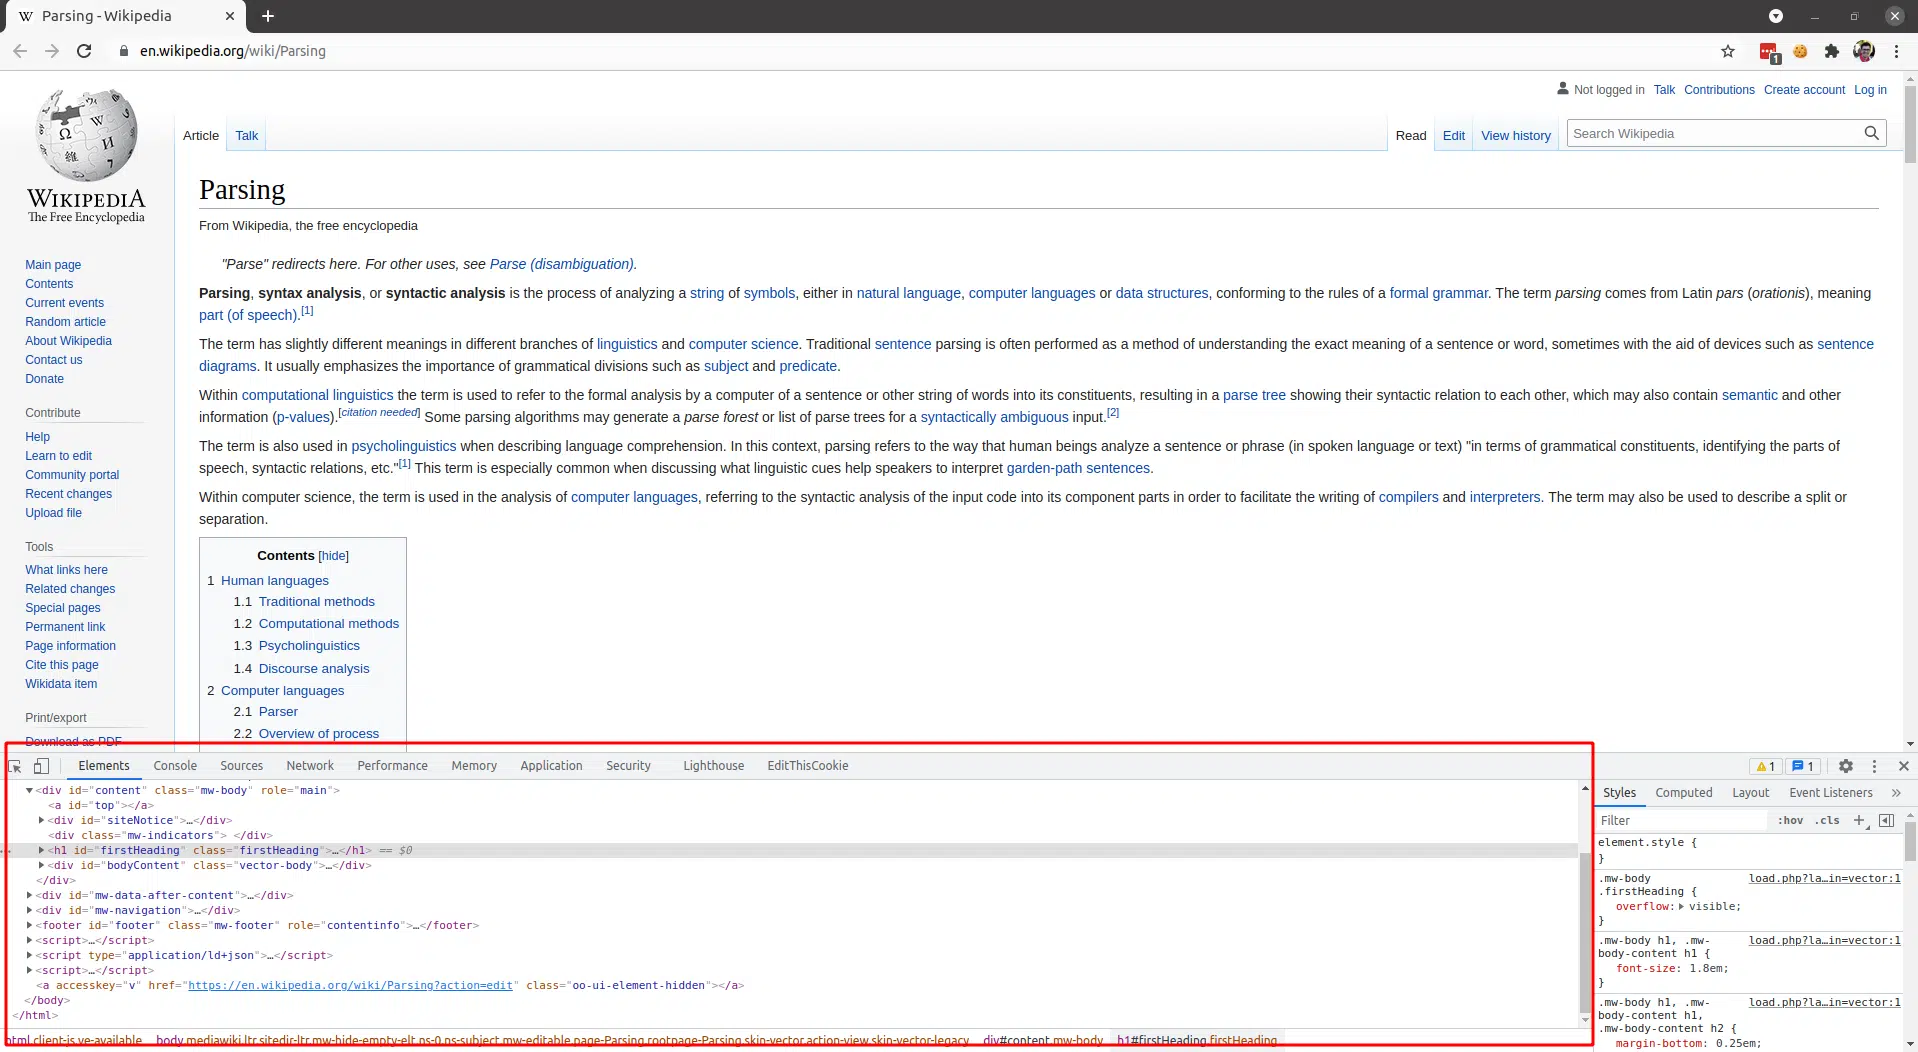 Parsing - Wikipedia
en.wikipedia.org/wiki/Parsing
1
Not logged in Talk Contributions Create account Log in
Article Talk
Read Edit View history Search Wikipedia
WIKIPEDIA
The Free Encyclopedia
Main page
Contents
Current events
Random article
About Wikipedia
Contact us
Donate
Contribute
Help
Learn to edit
Community portal
Recent changes
Upload file
Tools
What links here
Related changes
Special pages
Permanent link
Page information
Cite this page
Wikidata item
Print/export
Download as PDF
Parsing
From Wikipedia, the free encyclopedia
"Parse" redirects here. For other uses, see Parse (disambiguation).
Parsing, syntax analysis, or syntactic analysis is the process of analyzing a string of symbols, either in natural language, computer languages or data structures, conforming to the rules of a formal grammar. The term parsing comes from Latin pars (orationis), meaning
part (of speech).[1]
The term has slightly different meanings in different branches of linguistics and computer science. Traditional sentence parsing is often performed as a method of understanding the exact meaning of a sentence or word, sometimes with the aid of devices such as sentence
diagrams. It usually emphasizes the importance of grammatical divisions such as subject and predicate.
Within computational linguistics the term is used to refer to the formal analysis by a computer of a sentence or other string of words into its constituents, resulting in a parse tree showing their syntactic relation to each other, which may also contain semantic and other
information (p-values).[citation needed] Some parsing algorithms may generate a parse forest or list of parse trees for a syntactically ambiguous input.[2]
The term is also used in psycholinguistics when describing language comprehension. In this context, parsing refers to the way that human beings analyze a sentence or phrase (in spoken language or text) "in terms of grammatical constituents, identifying the parts of
speech, syntactic relations, etc."[1] This term is especially common when discussing what linguistic cues help speakers to interpret garden-path sentences.
Within computer science, the term is used in the analysis of computer languages, referring to the syntactic analysis of the input code into its component parts in order to facilitate the writing of compilers and interpreters. The term may also be used to describe a split or
separation.
Contents [hide]
1 Human languages
1.1 Traditional methods
1.2 Computational methods
1.3 Psycholinguistics
1.4 Discourse analysis
2 Computer languages
2.1 Parser
2.2 Overview of process
Elements Console Sources Network Performance Memory Application Security Lighthouse EditThisCookie 1 1
<div id="content" class="mw-body" role="main">
<a id="top"></a>
<div id="siteNotice">…</div>
<div class="mw-indicators"> </div>
<h1 id="firstHeading" class="firstHeading">…</h1> == $0
<div id="bodyContent" class="vector-body">…</div>
</div>
<div id="mw-data-after-content">…</div>
<div id="mw-navigation">…</div>
<footer id="footer" class="mw-footer" role="contentinfo">…</footer>
<script>…</script>
<script type="application/ld+json">…</script>
<script>…</script>
<a accesskey="v" href="https://en.wikipedia.org/wiki/Parsing?action=edit" class="oo-ui-element-hidden"></a>
</body>
</html>
html.client-js.ve-available body.mediawiki.ltr.sitedir-ltr.mw-hide-empty-elt.ns-0.ns-subject.mw-editable.page-Parsing.rootpage-Parsing.skin-vector.action-view.skin-vector-legacy div#content.mw-body h1#firstHeading.firstHeading
Styles Computed Layout Event Listeners »
Filter :hov .cls +
element.style {
}
.mw-body load.php?la…in=vector:1
.firstHeading {
overflow: visible;
}
.mw-body h1, .mw- load.php?la…in=vector:1
body-content h1 {
font-size: 1.8em;
}
.mw-body h1, .mw- load.php?la…in=vector:1
body-content h1,
.mw-body-content h2 {
margin-bottom: 0.25em;